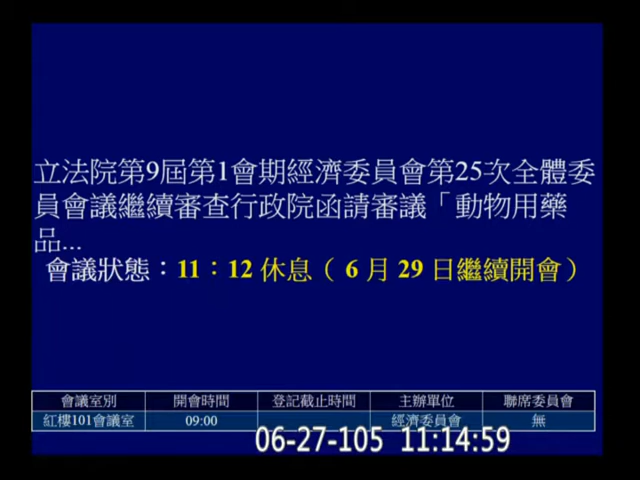 立法院第9屆第1會期經濟委員會第25次全體委
員會議繼續審查行政院函請審議「動物用藥
品...
會議狀態：11：12 休息（ 6 月 29 日繼續開會）
會議室別 開會時間 登記截止時間 主辦單位 聯席委員會
紅樓101會議室 09:00 經濟委員會 無
06-27-105 11:14:59